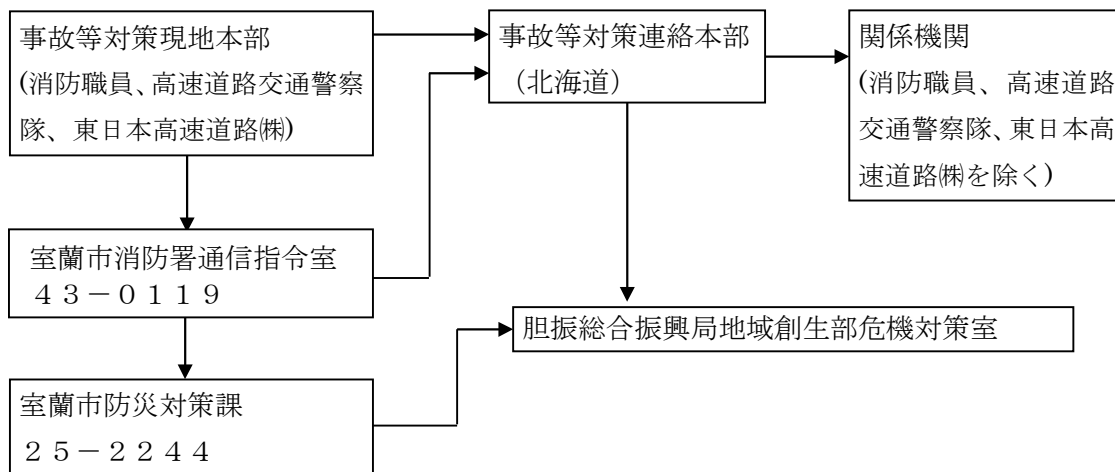 事故等対策現地本部
(消防職員、高速道路交通警察
隊、東日本高速道路㈱)
事故等対策連絡本部
（北海道）
関係機関
(消防職員、高速道路
交通警察隊、東日本高
速道路㈱を除く)
室蘭市消防署通信指令室
４３－０１１９
胆振総合振興局地域創生部危機対策室
室蘭市防災対策課
２５－２２４４